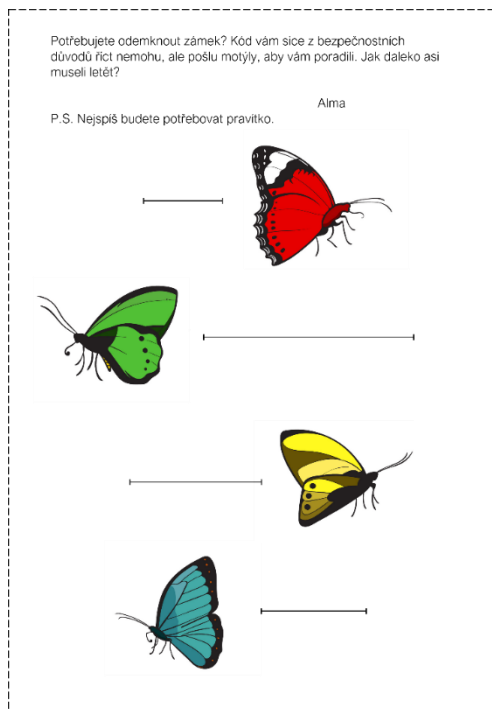 Potřebujete odemknout zámek? Kód vám sice z bezpečnostních
důvodů říct nemohu, ale pošlu motýly, aby vám poradili. Jak daleko asi
museli letět?
Alma
P.S. Nejspíš budete potřebovat pravítko.